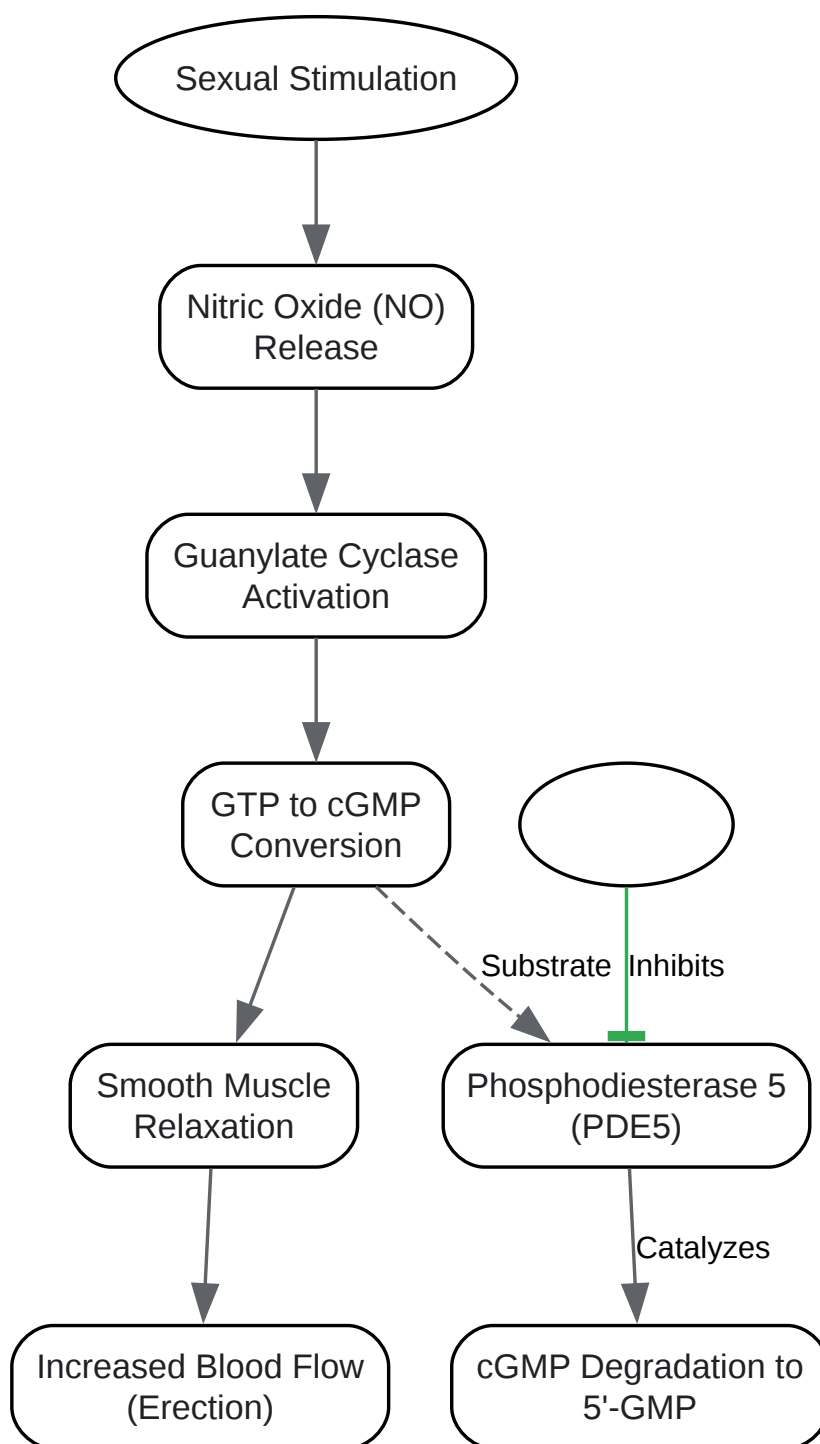 Sexual Stimulation
Nitric Oxide (NO)
Release
Guanylate Cyclase
Activation
GTP to cGMP
Conversion
Substrate
Inhibits
Smooth Muscle
Relaxation
Phosphodiesterase 5
(PDE5)
Catalyzes
Increased Blood Flow
(Erection)
cGMP Degradation to
5'-GMP